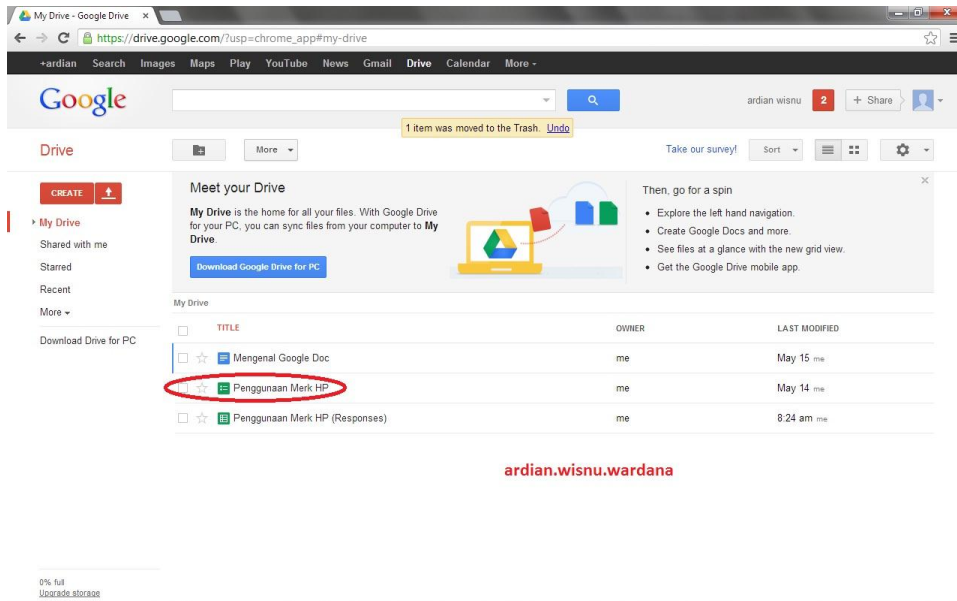 My Drive - Google Drive
https://drive.google.com/?usp=chrome_app#my-drive
+ardian Search Images Maps Play YouTube News Gmail Drive Calendar More
Google
ardian wisnu 2 + Share
1 item was moved to the Trash. Undo
Drive More Take our survey! Sort
CREATE
My Drive
Shared with me
Starred
Recent
More
Download Drive for PC
Meet your Drive
My Drive is the home for all your files. With Google Drive
for your PC, you can sync files from your computer to My
Drive.
Download Google Drive for PC
Then, go for a spin
• Explore the left hand navigation.
• Create Google Docs and more.
• See files at a glance with the new grid view.
• Get the Google Drive mobile app.
My Drive
TITLE OWNER LAST MODIFIED
Mengenal Google Doc me May 15 me
Penggunaan Merk HP me May 14 me
Penggunaan Merk HP (Responses) me 8:24 am me
ardian.wisnu.wardana
0% full
Upgrade storage